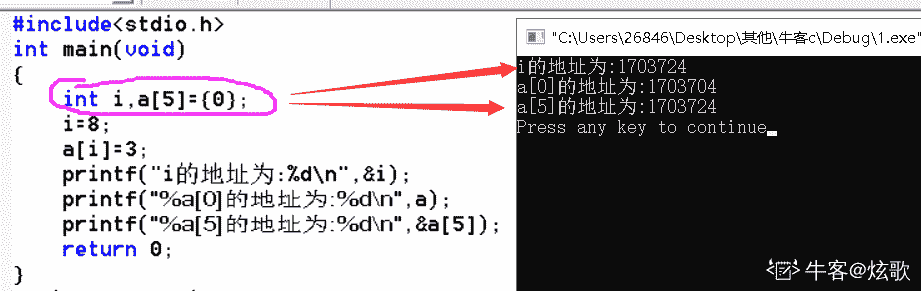 #include<stdio.h>
int main(void)
{
int i,a[5]={0};
i=8;
a[i]=3;
printf("i的地址为:%d\n",&i);
printf("%a[0]的地址为:%d\n",a);
printf("%a[5]的地址为:%d\n",&a[5]);
return 0;
}
"C:\Users\26846\Desktop\其他\牛客c\Debug\1.exe"
i的地址为:1703724
a[0]的地址为:1703704
a[5]的地址为:1703724
Press any key to continue
牛客@炫歌